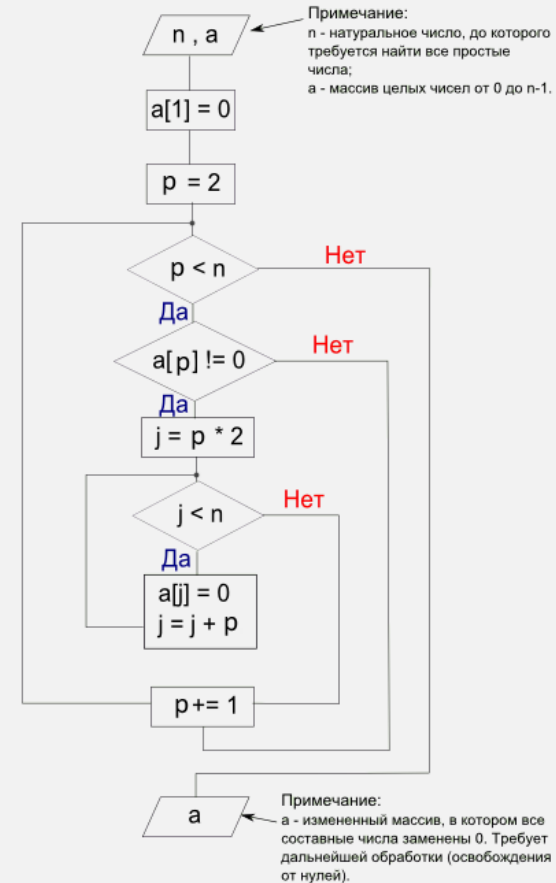 Примечание:
n - натуральное число, до которого
требуется найти все простые
числа;
a - массив целых чисел от 0 до n-1.
n , a
a[1] = 0
p = 2
p < n
Нет
Да
a[p] != 0
Нет
Да
j = p * 2
j < n
Нет
Да
a[j] = 0
j = j + p
p += 1
a
Примечание:
a - измененный массив, в котором все
составные числа заменены 0. Требует
дальнейшей обработки (освобождения
от нулей).